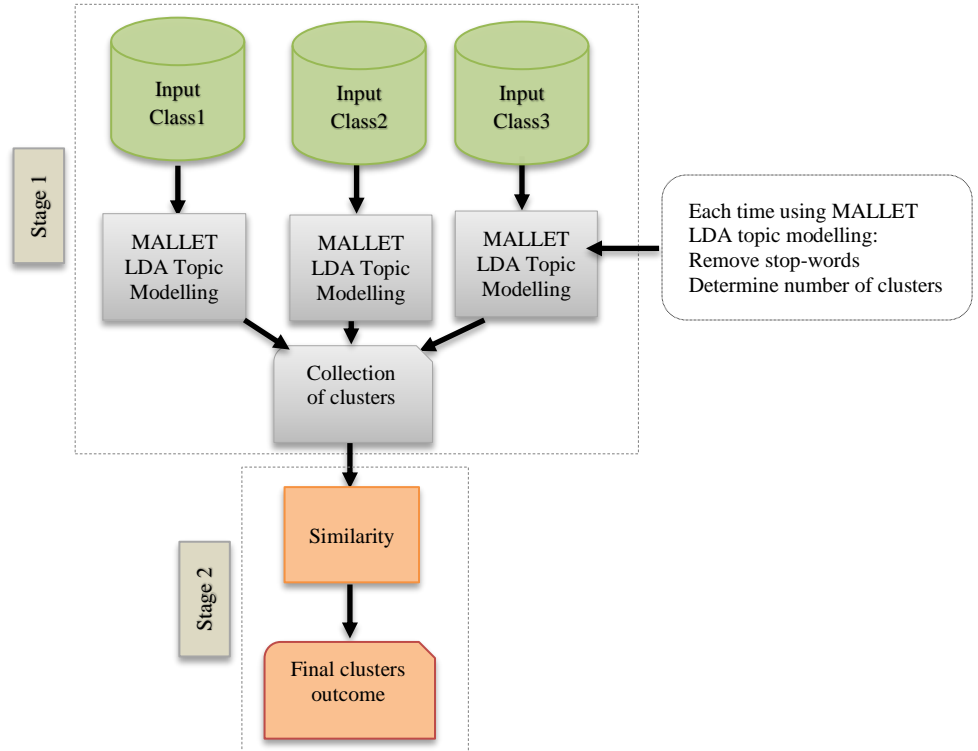 Input
Class1
Input
Class2
Input
Class3
Stage 1
MALLET
LDA Topic
Modelling
MALLET
LDA Topic
Modelling
MALLET
LDA Topic
Modelling
Each time using MALLET
LDA topic modelling:
Remove stop-words
Determine number of clusters
Collection
of clusters
Stage 2
Similarity
Final clusters
outcome